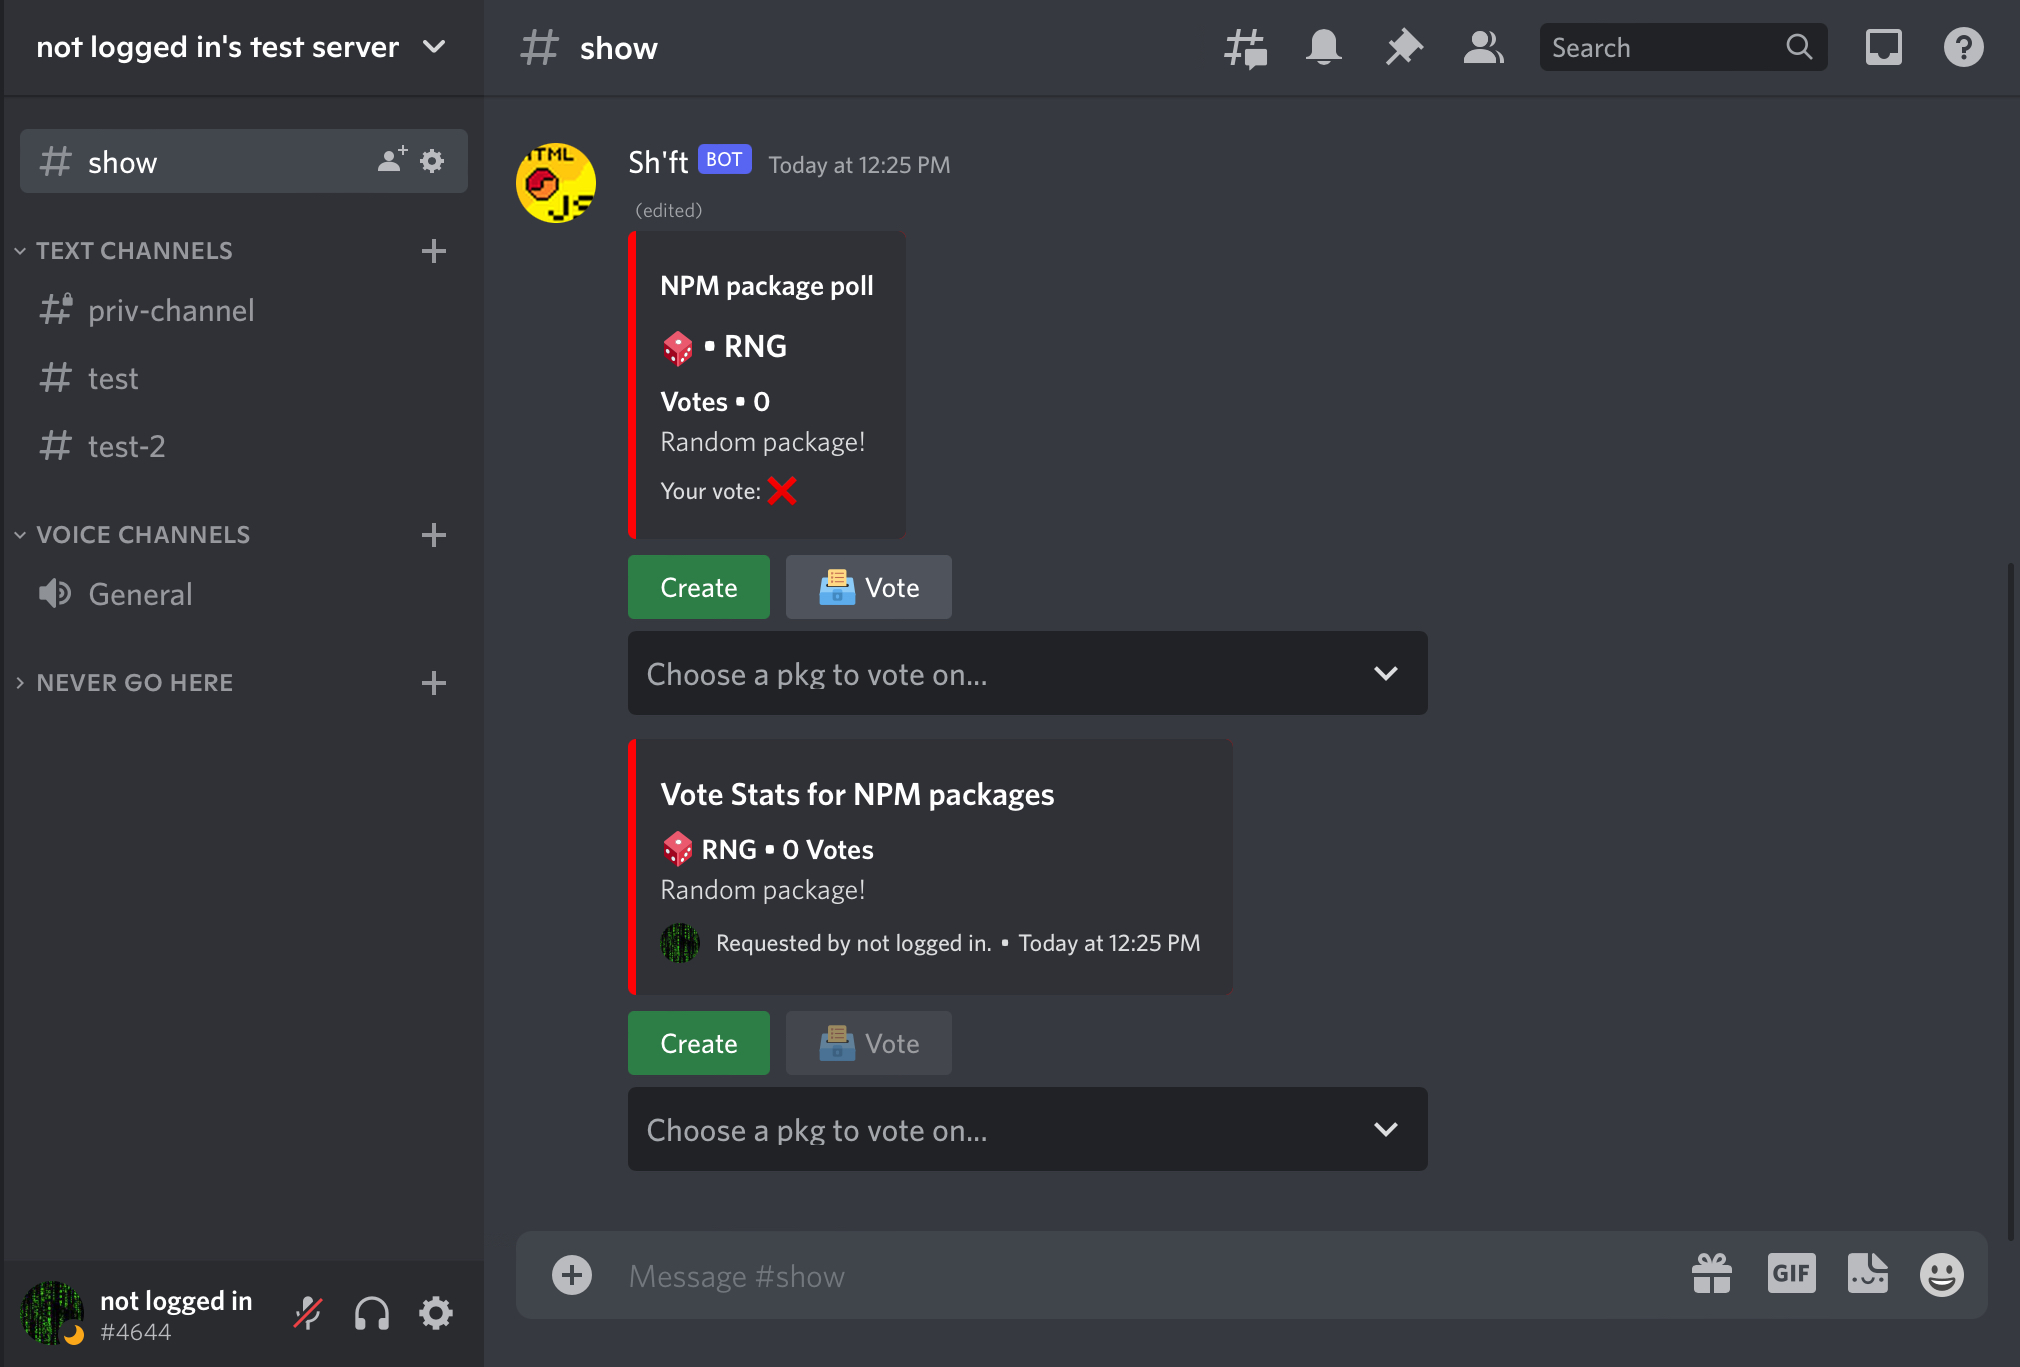 not logged in's test server
show
TEXT CHANNELS
priv-channel
test
test-2
VOICE CHANNELS
General
NEVER GO HERE
not logged in
#4644
show
Search
HTML
JS
Sh'ft BOT Today at 12:25 PM
(edited)
NPM package poll
▪ RNG
Votes ▪ 0
Random package!
Your vote: ❌
Create
Vote
Choose a pkg to vote on...
Vote Stats for NPM packages
RNG ▪ 0 Votes
Random package!
Requested by not logged in. • Today at 12:25 PM
Create
Vote
Choose a pkg to vote on...
Message #show
GIF